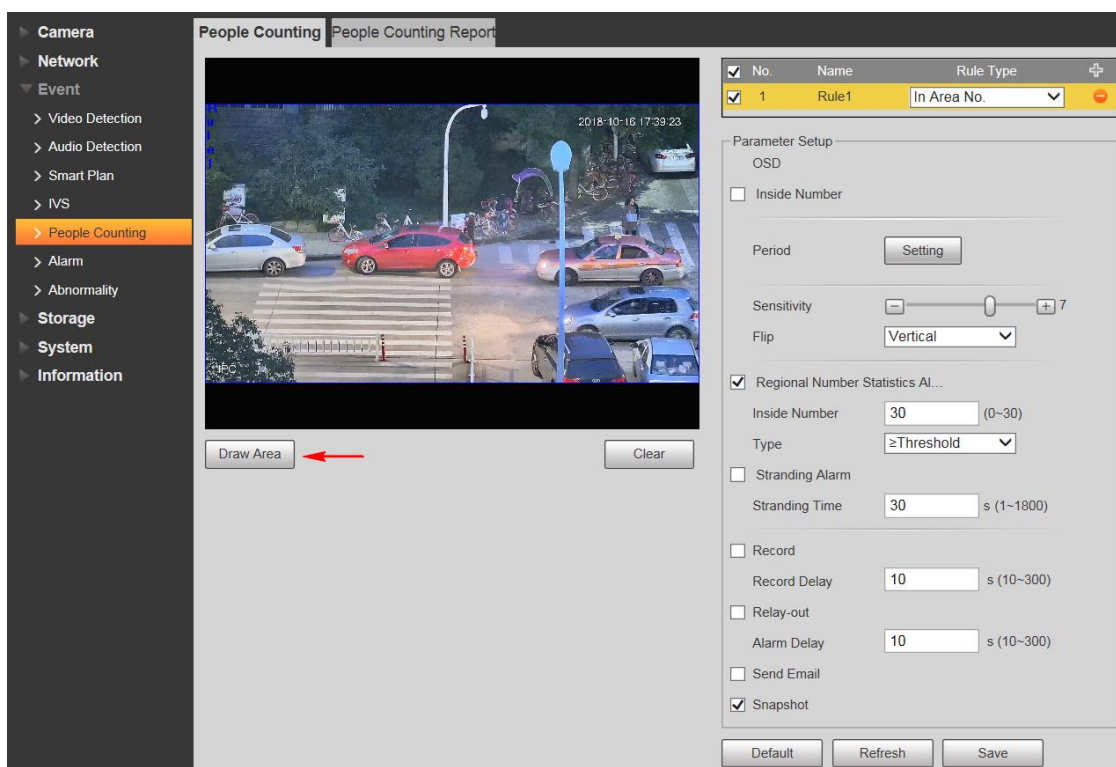 Camera
Network
Event
Video Detection
Audio Detection
Smart Plan
IVS
People Counting
Alarm
Abnormality
Storage
System
Information
People Counting People Counting Report
2018-10-16 17:39:23
Rule1
IPC
Draw Area Clear
No. Name Rule Type
1 Rule1 In Area No.
Parameter Setup
OSD
Inside Number
Period Setting
Sensitivity 7
Flip Vertical
Regional Number Statistics Al...
Inside Number 30 (0~30)
Type ≥Threshold
Stranding Alarm
Stranding Time 30 s (1~1800)
Record
Record Delay 10 s (10~300)
Relay-out
Alarm Delay 10 s (10~300)
Send Email
Snapshot
Default Refresh Save